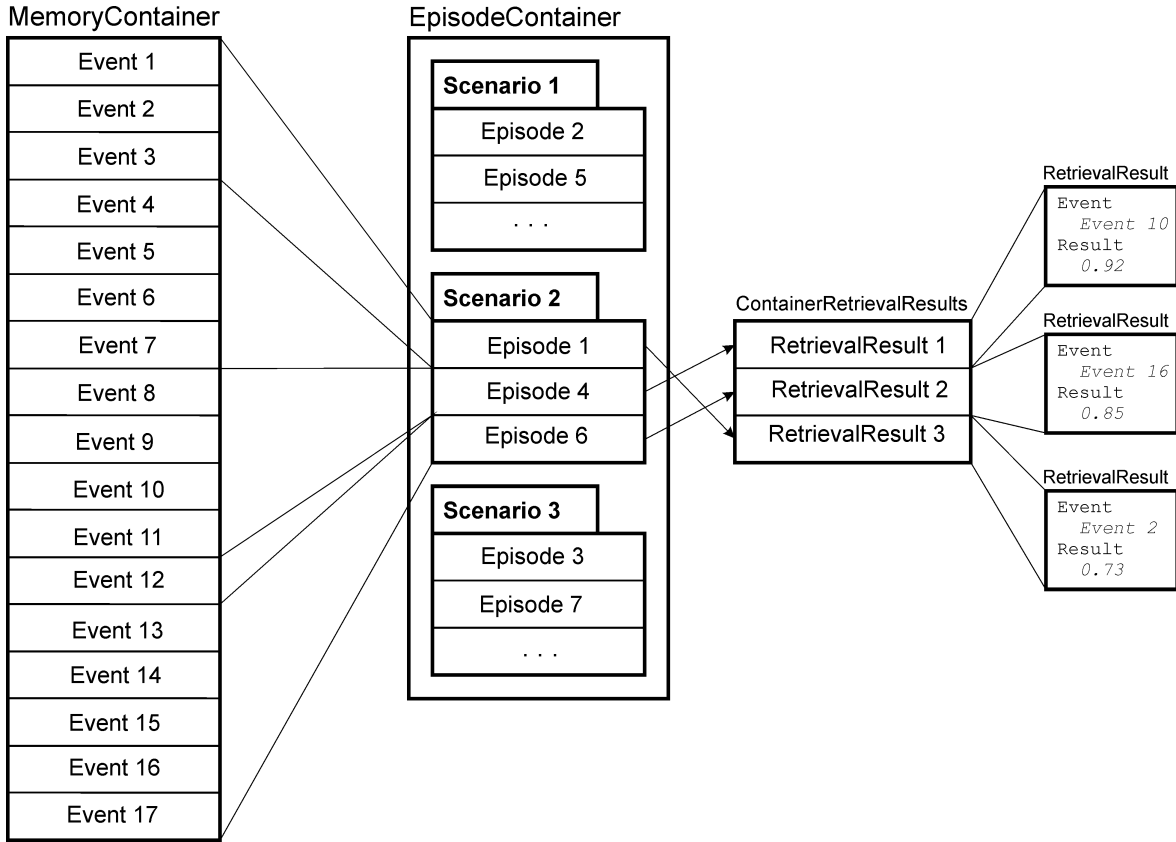 MemoryContainer
Event 1
Event 2
Event 3
Event 4
Event 5
Event 6
Event 7
Event 8
Event 9
Event 10
Event 11
Event 12
Event 13
Event 14
Event 15
Event 16
Event 17
EpisodeContainer
Scenario 1
Episode 2
Episode 5
. . .
Scenario 2
Episode 1
Episode 4
Episode 6
Scenario 3
Episode 3
Episode 7
. . .
ContainerRetrievalResults
RetrievalResult 1
RetrievalResult 2
RetrievalResult 3
RetrievalResult
Event
Event 10
Result
0.92
RetrievalResult
Event
Event 16
Result
0.85
RetrievalResult
Event
Event 2
Result
0.73